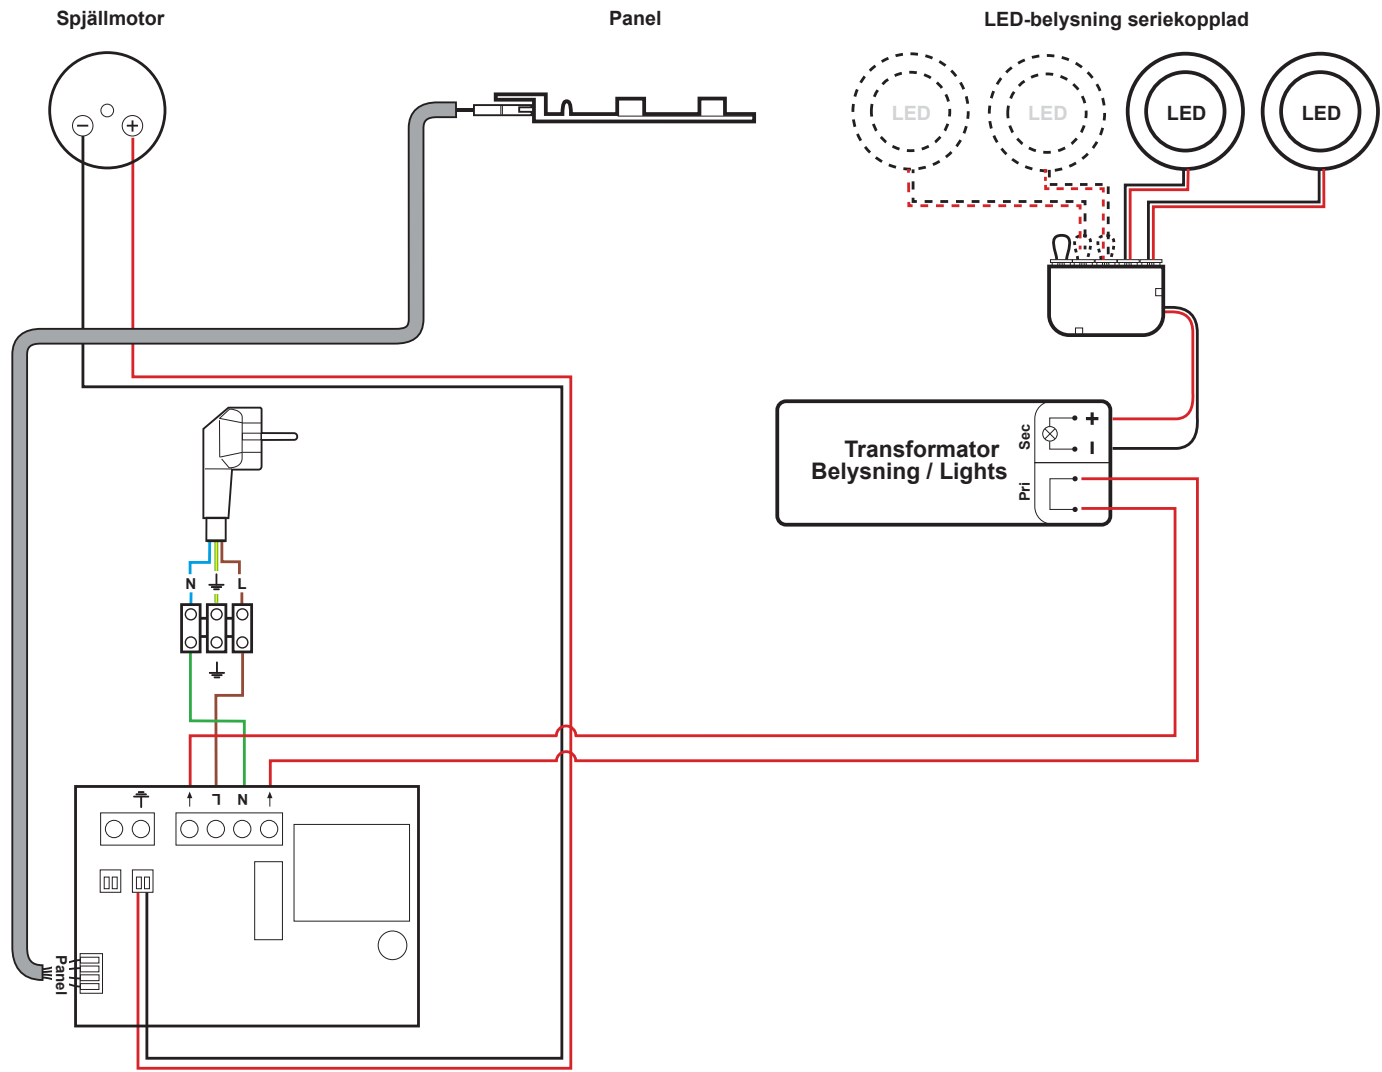 Spjällmotor
Panel
LED-belysning seriekopplad
LED
LED
LED
LED
− +
Transformator
Belysning / Lights
Sec
+
−
Pri
N
L
L
N
Panel